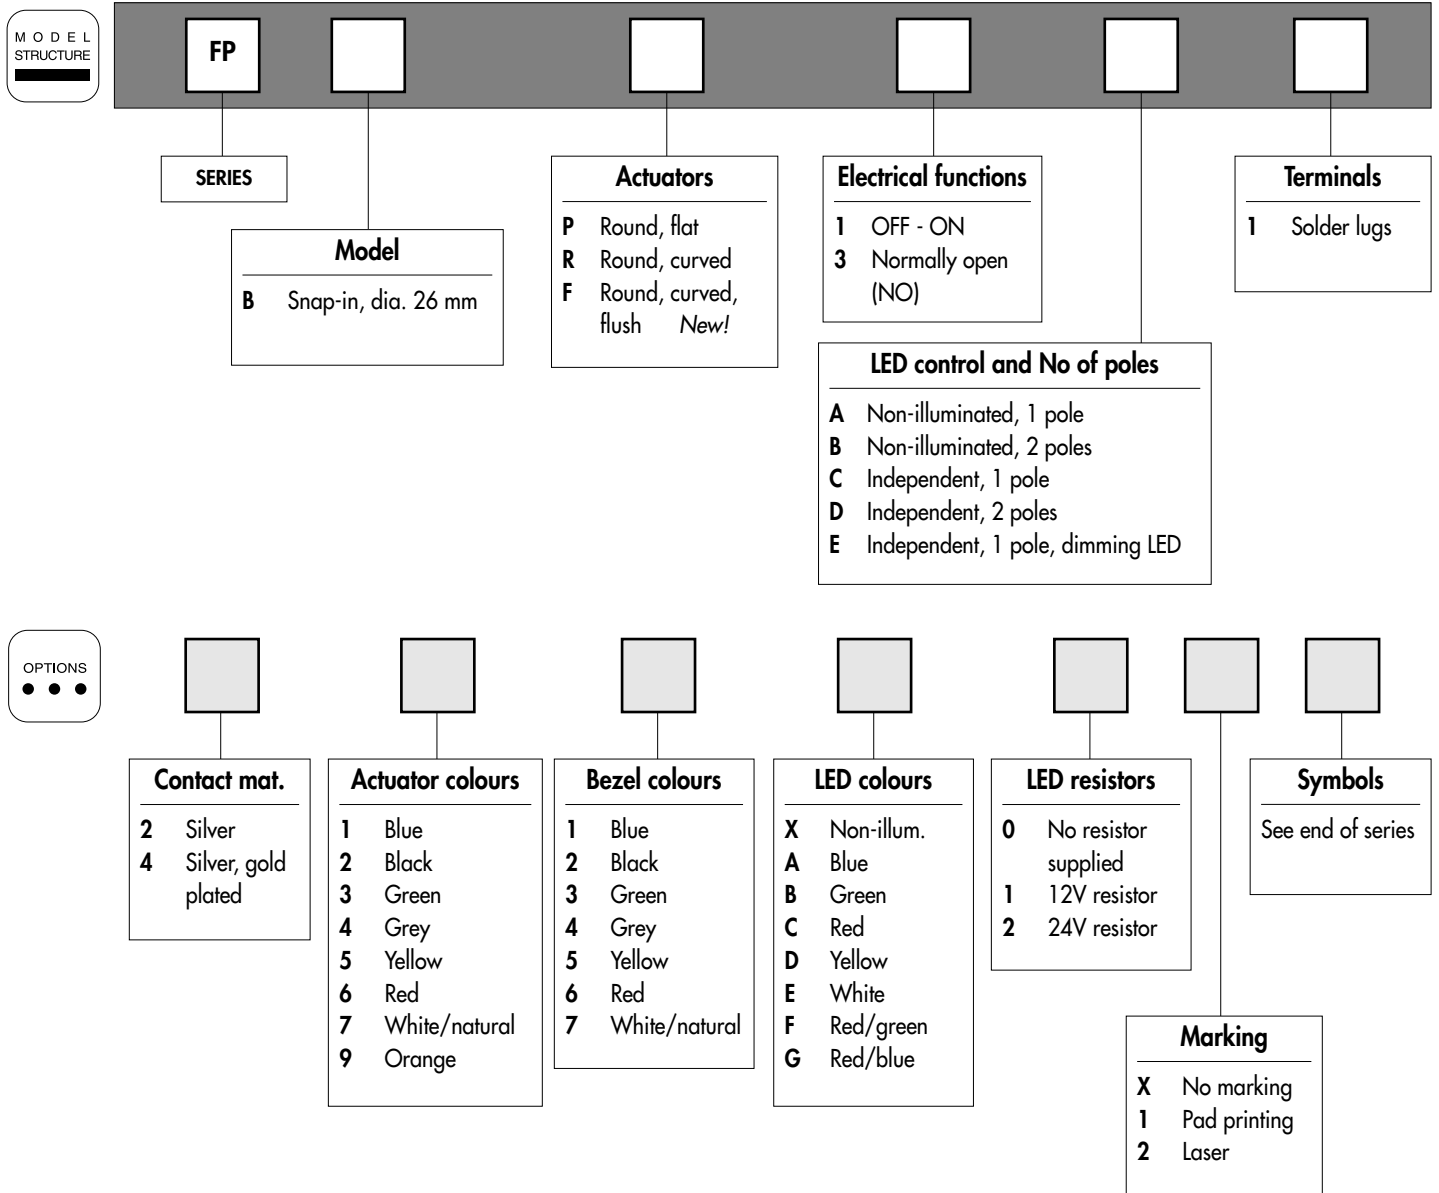 MODEL
STRUCTURE
FP
SERIES
Model
B Snap-in, dia. 26 mm
Actuators
P Round, flat
R Round, curved
F Round, curved,
flush New!
Electrical functions
1 OFF - ON
3 Normally open
(NO)
LED control and No of poles
A Non-illuminated, 1 pole
B Non-illuminated, 2 poles
C Independent, 1 pole
D Independent, 2 poles
E Independent, 1 pole, dimming LED
Terminals
1 Solder lugs
OPTIONS
Contact mat.
2 Silver
4 Silver, gold
plated
Actuator colours
1 Blue
2 Black
3 Green
4 Grey
5 Yellow
6 Red
7 White/natural
9 Orange
Bezel colours
1 Blue
2 Black
3 Green
4 Grey
5 Yellow
6 Red
7 White/natural
LED colours
X Non-illum.
A Blue
B Green
C Red
D Yellow
E White
F Red/green
G Red/blue
LED resistors
0 No resistor
supplied
1 12V resistor
2 24V resistor
Marking
X No marking
1 Pad printing
2 Laser
Symbols
See end of series